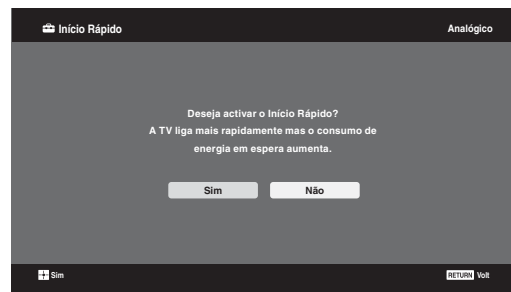 Início Rápido
Analógico
Deseja activar o Início Rápido?
A TV liga mais rapidamente mas o consumo de
energia em espera aumenta.
Sim
Não
Sim
RETURN Volt